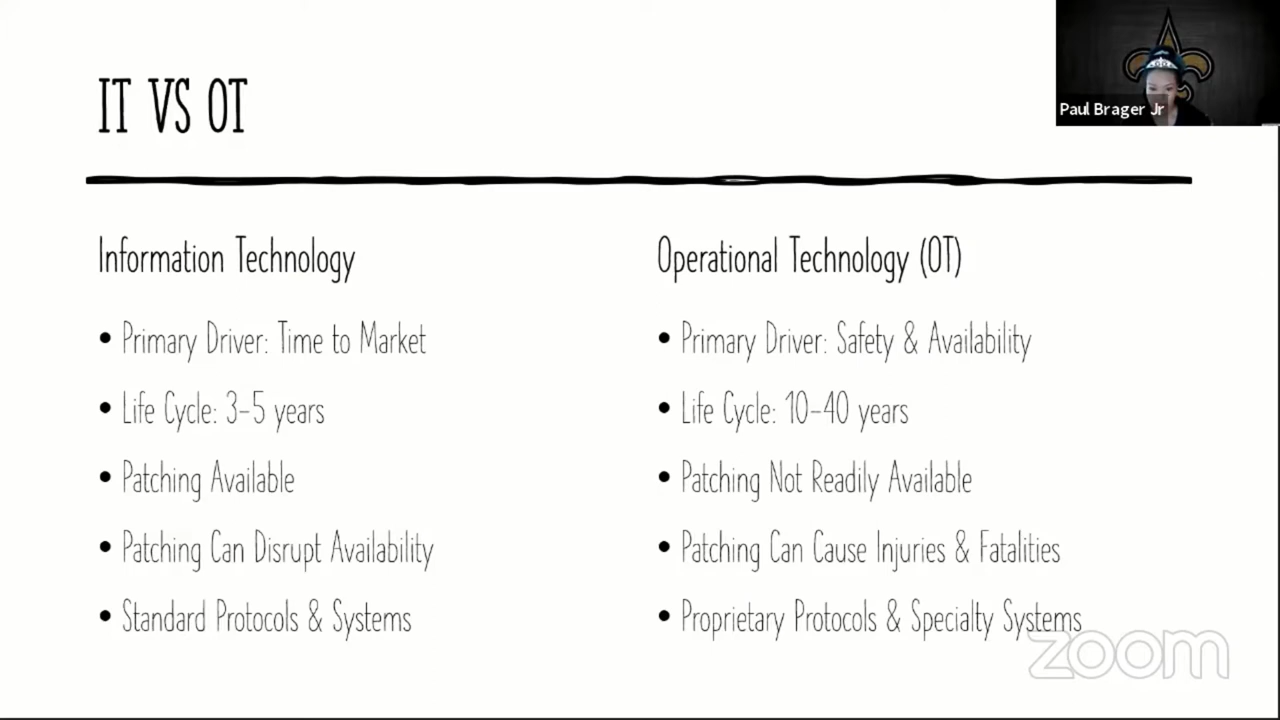 IT VS OT
Paul Brager Jr
Information Technology
• Primary Driver: Time to Market
• Life Cycle: 3-5 years
• Patching Available
• Patching Can Disrupt Availability
• Standard Protocols & Systems
Operational Technology (OT)
• Primary Driver: Safety & Availability
• Life Cycle: 10-40 years
• Patching Not Readily Available
• Patching Can Cause Injuries & Fatalities
• Proprietary Protocols & Specialty Systems
zoom